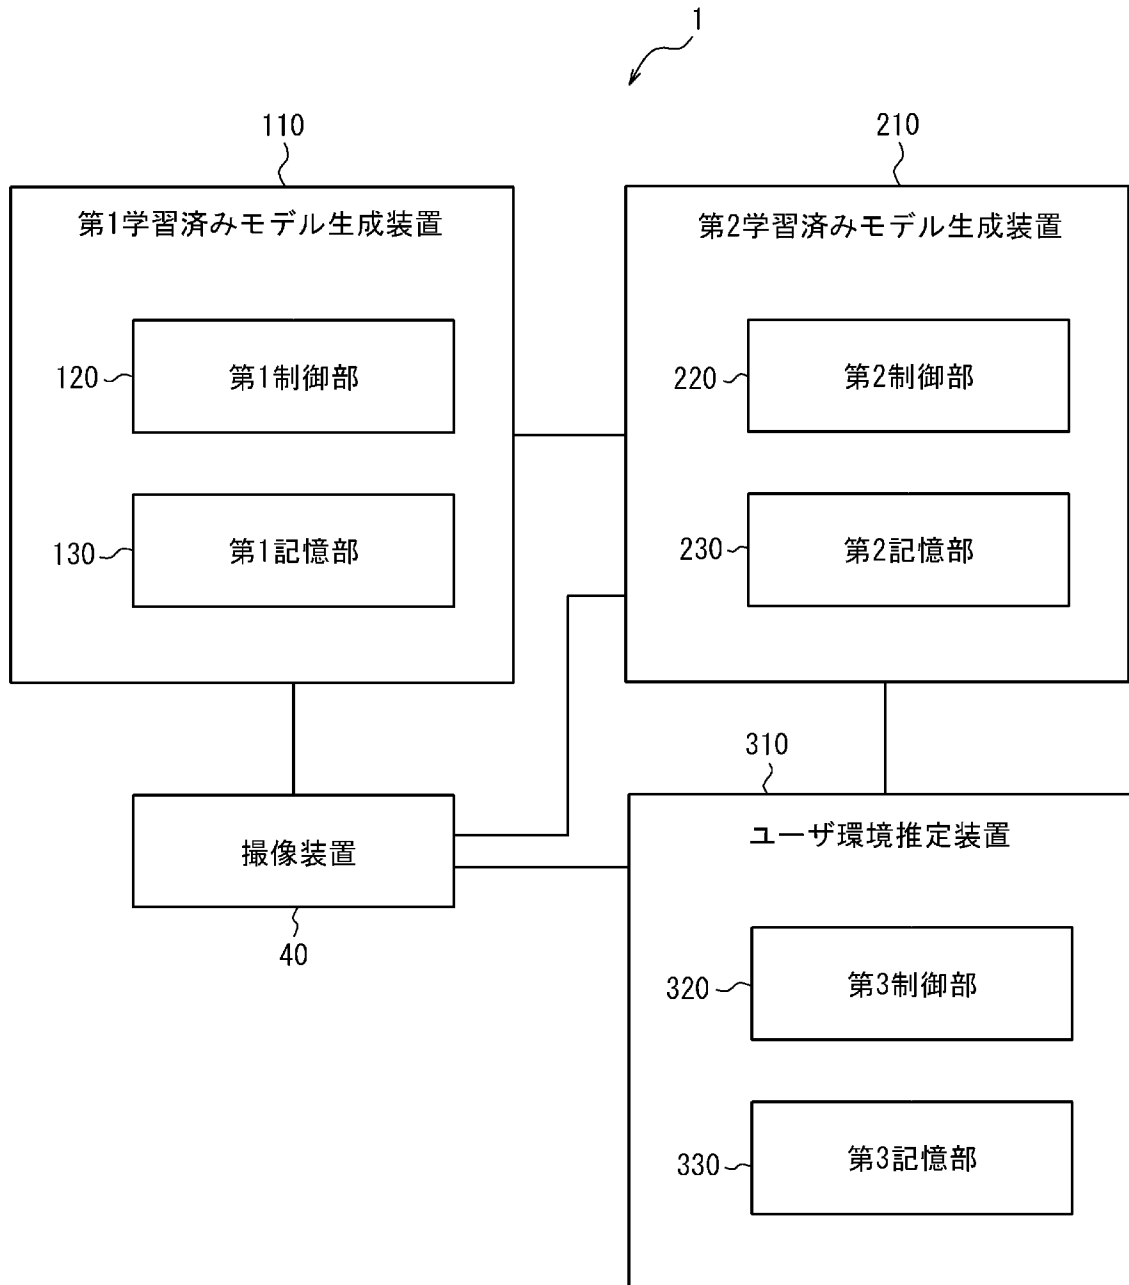 1
110
210
第1学習済みモデル生成装置
第2学習済みモデル生成装置
120
第1制御部
220
第2制御部
130
第1記憶部
230
第2記憶部
310
撮像装置
40
ユーザ環境推定装置
320
第3制御部
330
第3記憶部